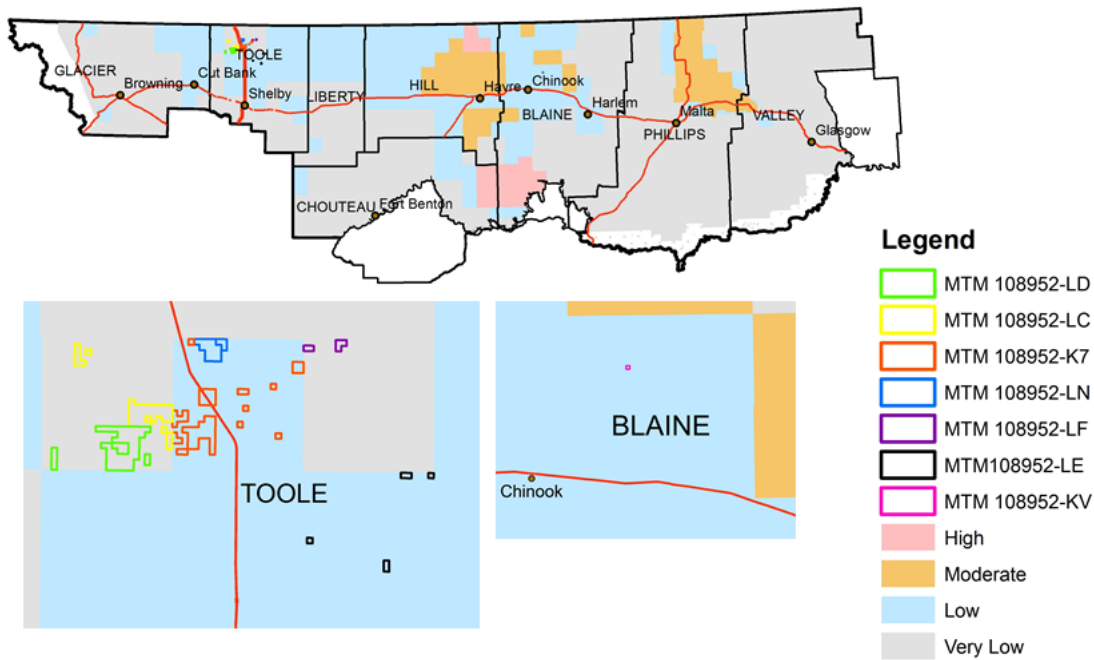 GLACIER
Browning
Cut Bank
TOOLE
Shelby
LIBERTY
HILL
Havre
Chinook
BLAINE
Harlem
Malta
PHILLIPS
VALLEY
Glasgow
CHOUTEAU
Fort Benton
TOOLE
BLAINE
Chinook
Legend
MTM 108952-LD
MTM 108952-LC
MTM 108952-K7
MTM 108952-LN
MTM 108952-LF
MTM108952-LE
MTM 108952-KV
High
Moderate
Low
Very Low